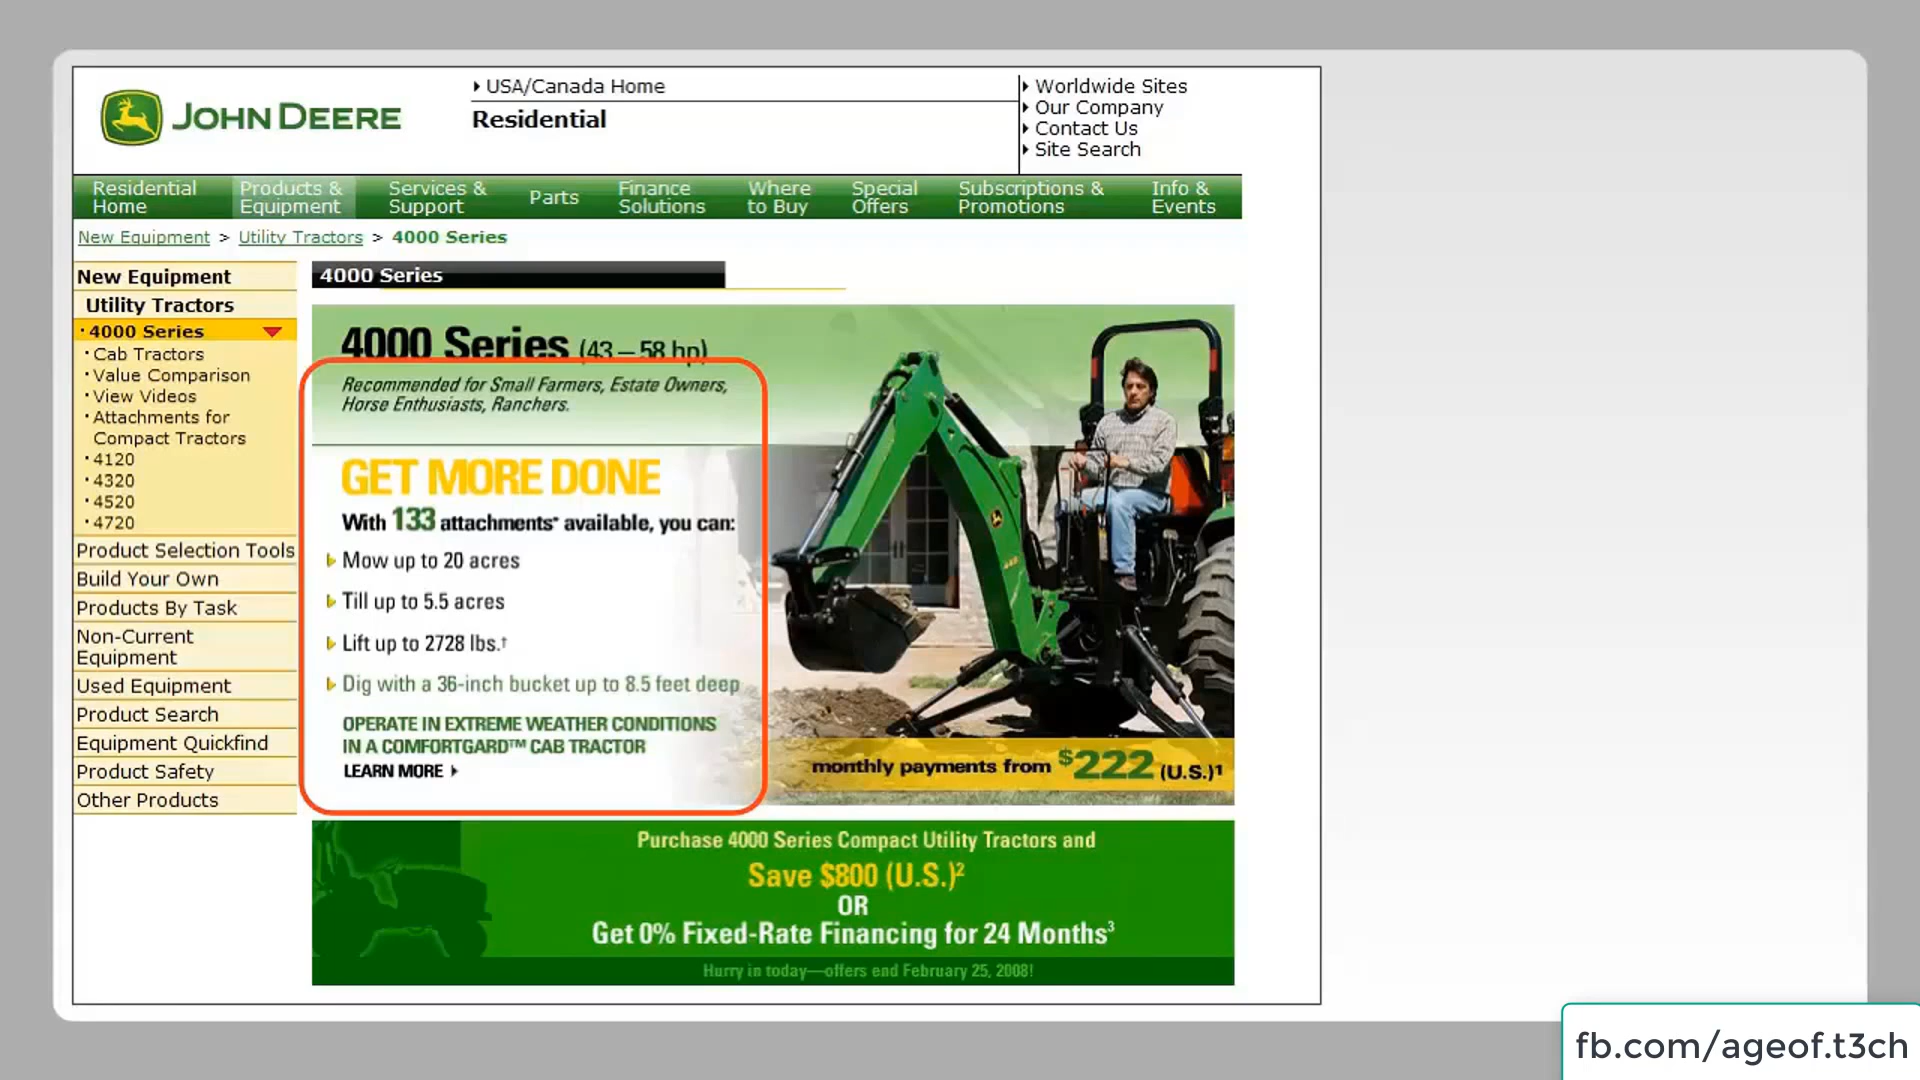 JOHN DEERE
USA/Canada Home
Residential
Worldwide Sites
Our Company
Contact Us
Site Search
Residential Home
Products & Equipment
Services & Support
Parts
Finance Solutions
Where to Buy
Special Offers
Subscriptions & Promotions
Info & Events
New Equipment > Utility Tractors > 4000 Series
New Equipment
Utility Tractors
· 4000 Series
· Cab Tractors
· Value Comparison
· View Videos
· Attachments for
Compact Tractors
· 4120
· 4320
· 4520
· 4720
Product Selection Tools
Build Your Own
Products By Task
Non-Current
Equipment
Used Equipment
Product Search
Equipment Quickfind
Product Safety
Other Products
4000 Series
4000 Series (43 – 58 hp)
Recommended for Small Farmers, Estate Owners,
Horse Enthusiasts, Ranchers.
GET MORE DONE
With 133 attachments* available, you can:
Mow up to 20 acres
Till up to 5.5 acres
Lift up to 2728 lbs.†
Dig with a 36-inch bucket up to 8.5 feet deep
OPERATE IN EXTREME WEATHER CONDITIONS
IN A COMFORTGARD™ CAB TRACTOR
LEARN MORE
monthly payments from $222 (U.S.)¹
Purchase 4000 Series Compact Utility Tractors and
Save $800 (U.S.)²
OR
Get 0% Fixed-Rate Financing for 24 Months³
Hurry in today—offers end February 25, 2008!
fb.com/ageof.t3ch